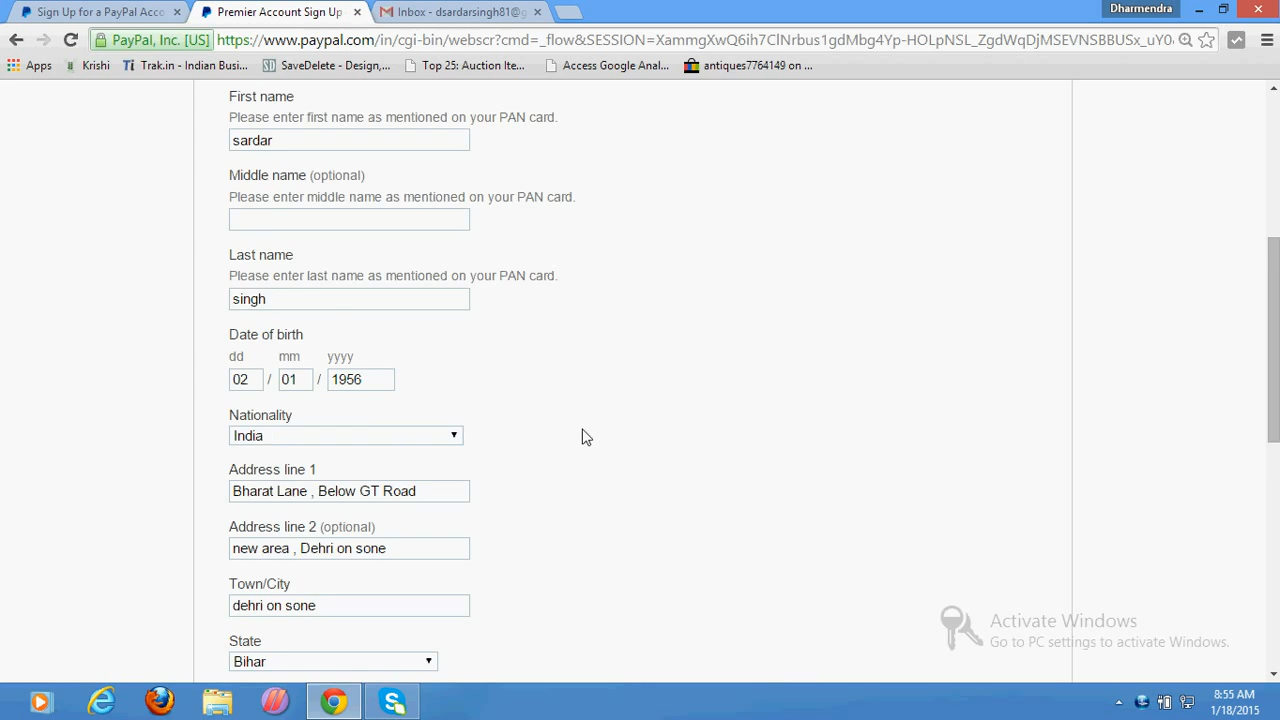 Sign Up for a PayPal Acco
Premier Account Sign Up
Inbox - dsardarsingh81@g
Dharmendra
PayPal, Inc. [US]
https://www.paypal.com/in/cgi-bin/webscr?cmd=_flow&SESSION=XammgXwQ6ih7ClNrbus1gdMbg4Yp-HOLpNSL_ZgdWqDjMSEVNSBBUSx_uY0
Apps
Krishi
Trak.in - Indian Busi...
SaveDelete - Design,...
Top 25: Auction Ite...
Access Google Anal...
antiques7764149 on ...
First name
Please enter first name as mentioned on your PAN card.
sardar
Middle name (optional)
Please enter middle name as mentioned on your PAN card.
Last name
Please enter last name as mentioned on your PAN card.
singh
Date of birth
dd mm yyyy
02 / 01 / 1956
Nationality
India
Address line 1
Bharat Lane , Below GT Road
Address line 2 (optional)
new area , Dehri on sone
Town/City
dehri on sone
State
Bihar
Activate Windows
Go to PC settings to activate Windows.
8:55 AM
1/18/2015